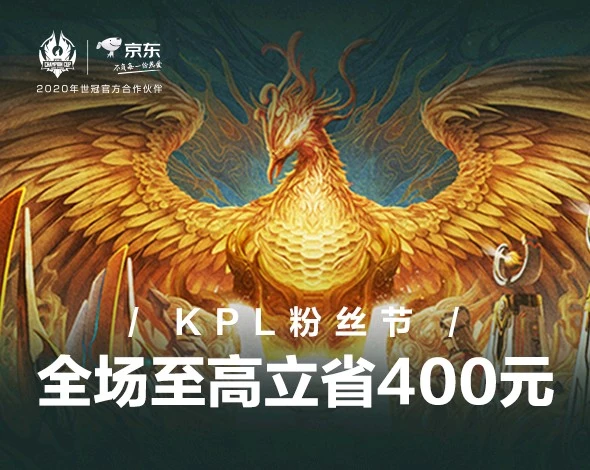 CHAMPION CUP
京东
不负每一份热爱
2020年世冠官方合作伙伴
/ KPL粉丝节 /
全场至高立省400元